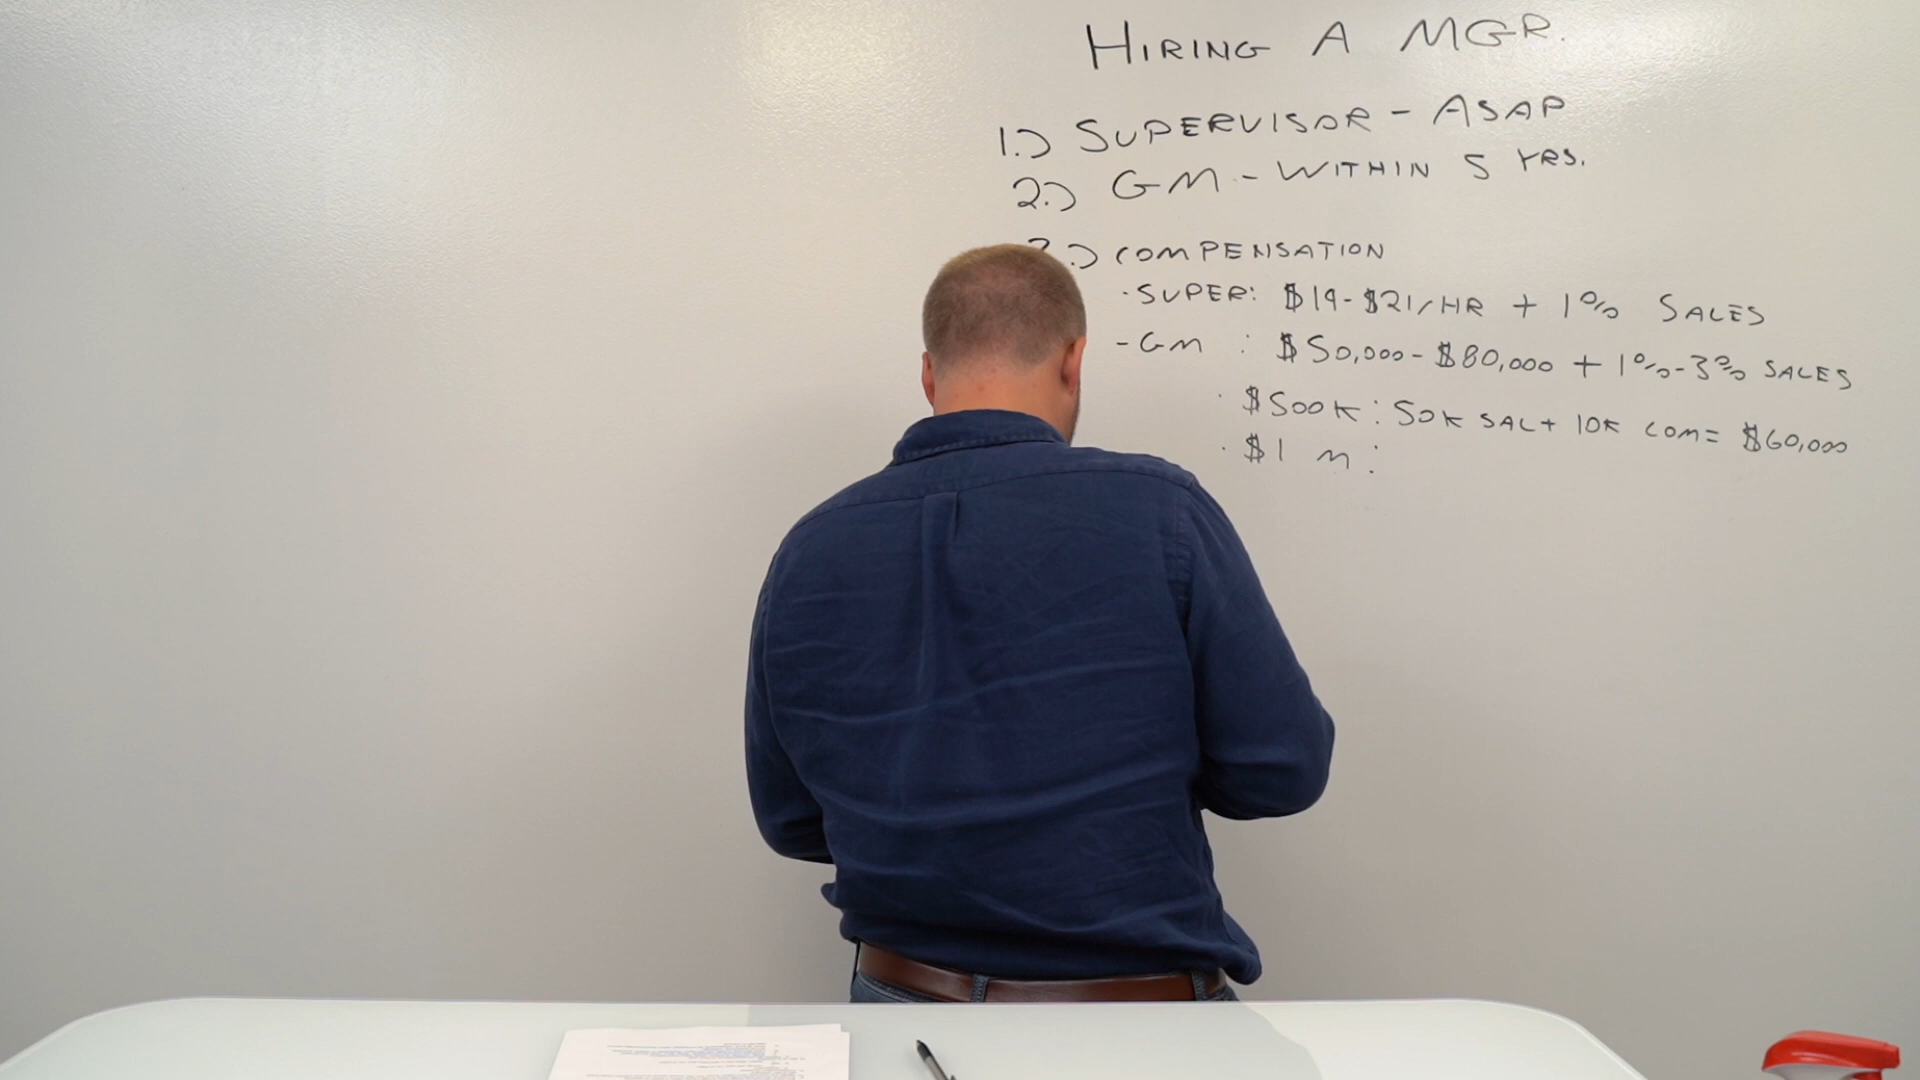 HIRING A MGR.
1.) SUPERVISOR - ASAP
2.) GM - WITHIN 5 YRS.
3.) COMPENSATION
· SUPER: $19-$21/HR + 1% SALES
- GM : $50,000 - $80,000 + 1%-3% SALES
· $500K: 50K SAL + 10K COM = $60,000
· $1 M: